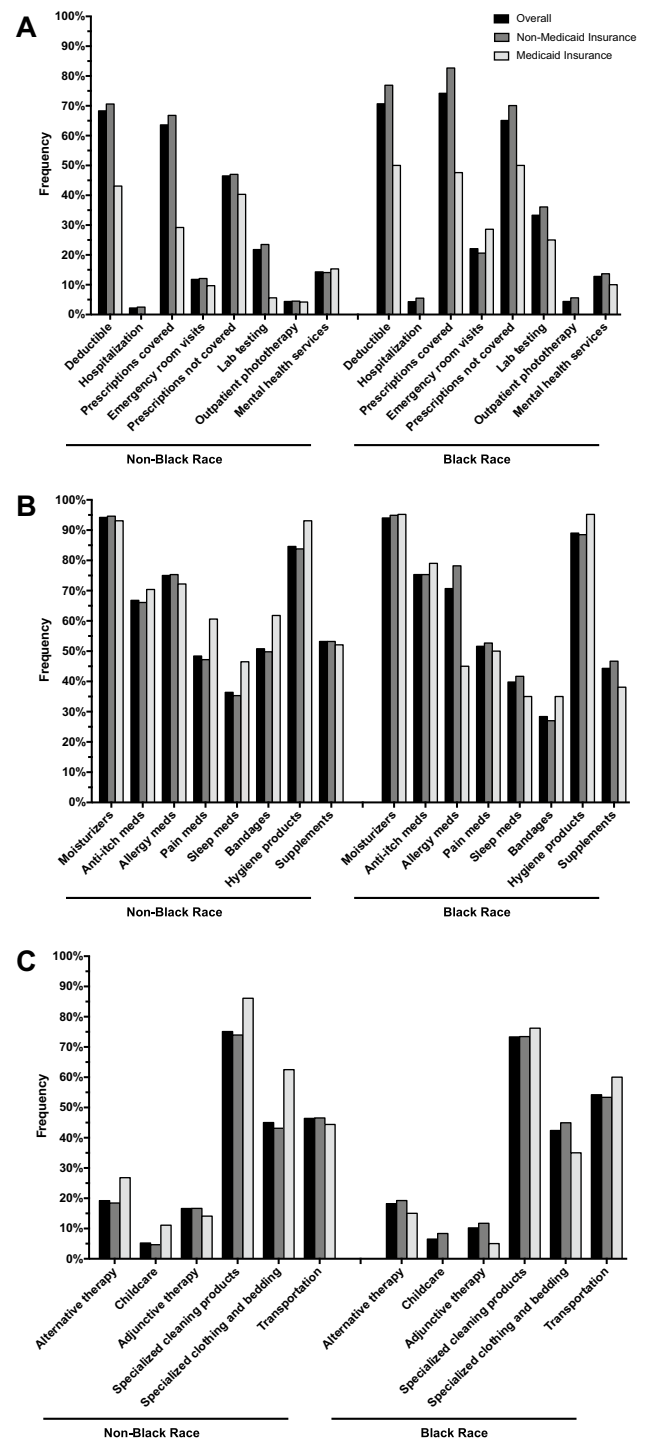 A
100%
90%
80%
70%
60%
50%
40%
30%
20%
10%
0%
Frequency
Overall
Non-Medicaid Insurance
Medicaid Insurance
Deductible
Hospitalization
Prescriptions covered
Emergency room visits
Prescriptions not covered
Lab testing
Outpatient phototherapy
Mental health services
Deductible
Hospitalization
Prescriptions covered
Emergency room visits
Prescriptions not covered
Lab testing
Outpatient phototherapy
Mental health services
Non-Black Race
Black Race
B
100%
90%
80%
70%
60%
50%
40%
30%
20%
10%
0%
Frequency
Moisturizers
Anti-itch meds
Allergy meds
Pain meds
Sleep meds
Bandages
Hygiene products
Supplements
Moisturizers
Anti-itch meds
Allergy meds
Pain meds
Sleep meds
Bandages
Hygiene products
Supplements
Non-Black Race
Black Race
C
100%
90%
80%
70%
60%
50%
40%
30%
20%
10%
0%
Frequency
Alternative therapy
Childcare
Adjunctive therapy
Specialized cleaning products
Specialized clothing and bedding
Transportation
Alternative therapy
Childcare
Adjunctive therapy
Specialized cleaning products
Specialized clothing and bedding
Transportation
Non-Black Race
Black Race